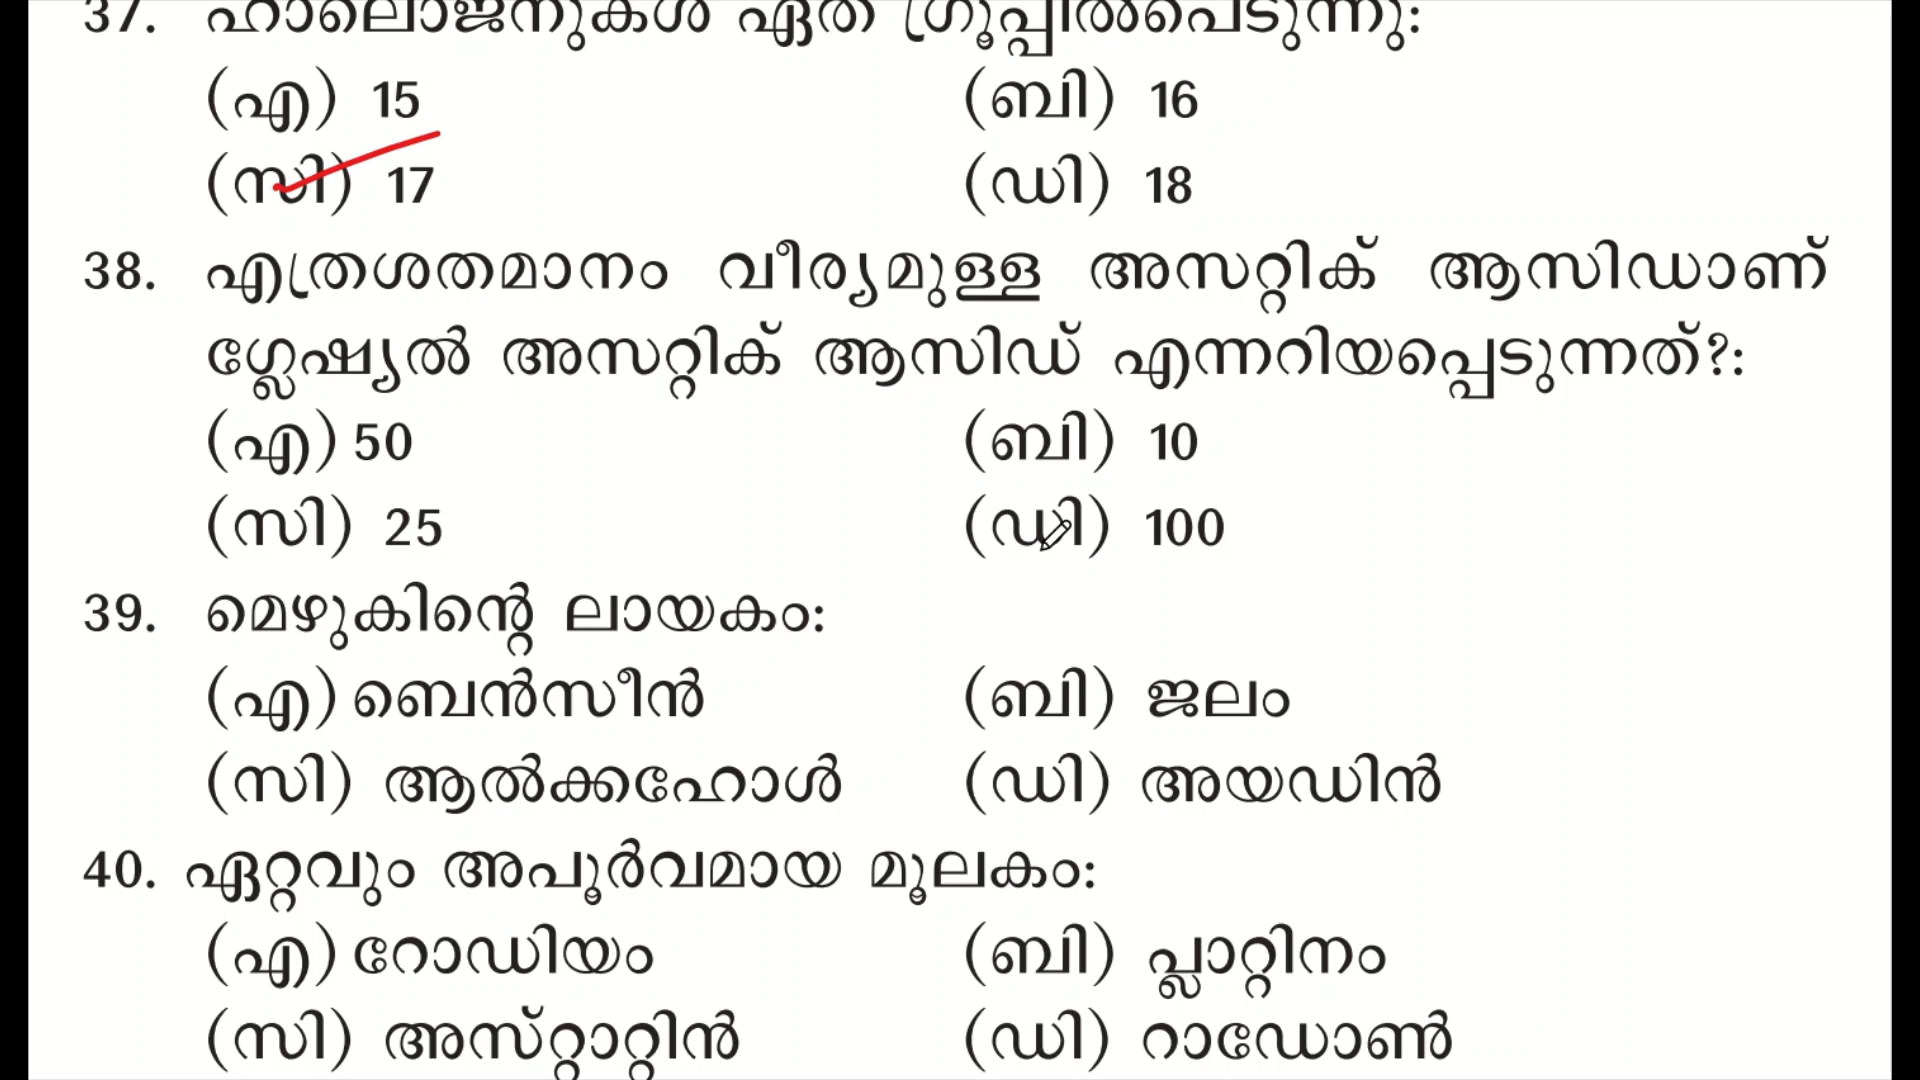 37. ഹാലൊജനുകൾ ഏത് ഗ്രൂപ്പിൽപെടുന്നു:
(എ) 15 (ബി) 16
(സി) 17 (ഡി) 18
38. എത്രശതമാനം വീര്യമുള്ള അസറ്റിക് ആസിഡാണ്
ഗ്ലേഷ്യൽ അസറ്റിക് ആസിഡ് എന്നറിയപ്പെടുന്നത്?:
(എ) 50 (ബി) 10
(സി) 25 (ഡി) 100
39. മെഴുകിന്റെ ലായകം:
(എ) ബെൻസീൻ (ബി) ജലം
(സി) ആൽക്കഹോൾ (ഡി) അയഡിൻ
40. ഏറ്റവും അപൂർവമായ മൂലകം:
(എ) റോഡിയം (ബി) പ്ലാറ്റിനം
(സി) അസ്റ്റാറ്റിൻ (ഡി) റാഡോൺ